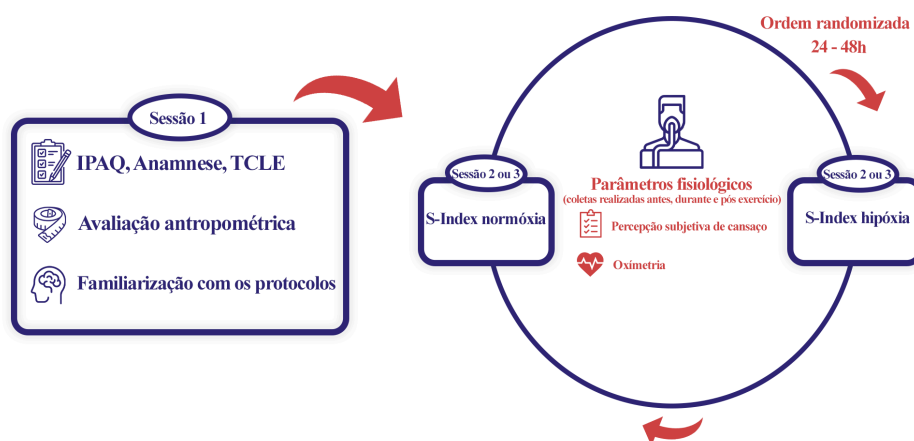 Sessão 1
IPAQ, Anamnese, TCLE
Avaliação antropométrica
Familiarização com os protocolos
Ordem randomizada
24 - 48h
Sessão 2 ou 3
S-Index normóxia
Parâmetros fisiológicos
(coletas realizadas antes, durante e pós exercício)
Percepção subjetiva de cansaço
Oxímetria
Sessão 2 ou 3
S-Index hipóxia